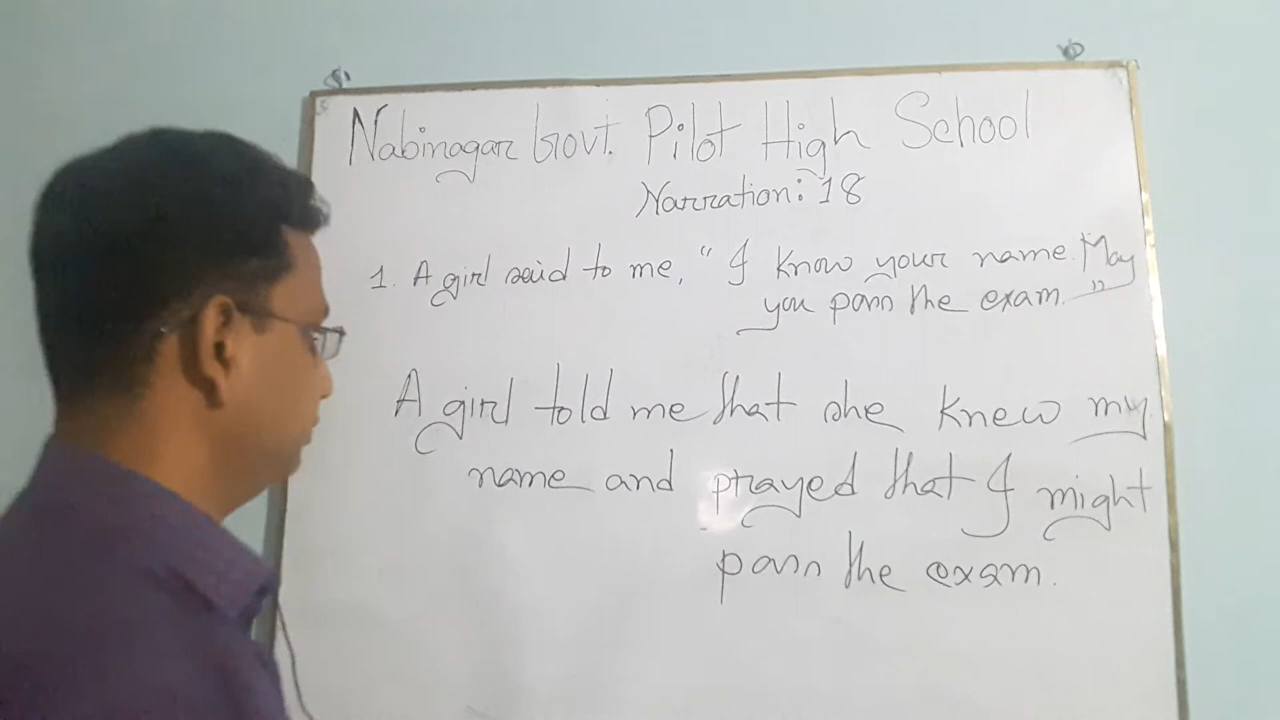 Nabinagar Govt. Pilot High School
Narration: 18
1. A girl said to me, "I know your name. May
you pass the exam."
A girl told me that she knew my
name and prayed that I might
pass the exam.